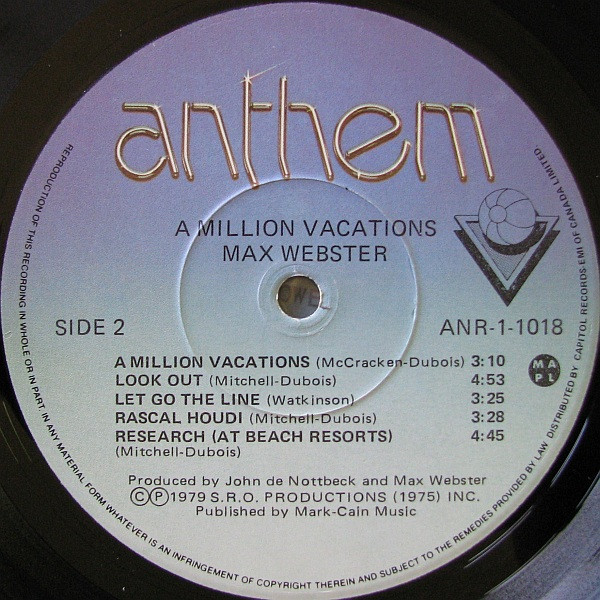 anthem
A MILLION VACATIONS
MAX WEBSTER
SIDE 2
ANR-1-1018
A MILLION VACATIONS (McCracken-Dubois) 3:10
LOOK OUT (Mitchell-Dubois) 4:53
LET GO THE LINE (Watkinson) 3:25
RASCAL HOUDI (Mitchell-Dubois) 3:28
RESEARCH (AT BEACH RESORTS) 4:45
(Mitchell-Dubois)
MA
PL
Produced by John de Nottbeck and Max Webster
©℗1979 S.R.O. PRODUCTIONS (1975) INC.
Published by Mark-Cain Music
REPRODUCTION OF THIS RECORDING IN WHOLE OR IN PART IN ANY MATERIAL FORM WHATEVER IS AN INFRINGEMENT OF COPYRIGHT THEREIN AND SUBJECT TO THE REMEDIES PROVIDED BY LAW DISTRIBUTED BY CAPITOL RECORDS-EMI OF CANADA LIMITED.